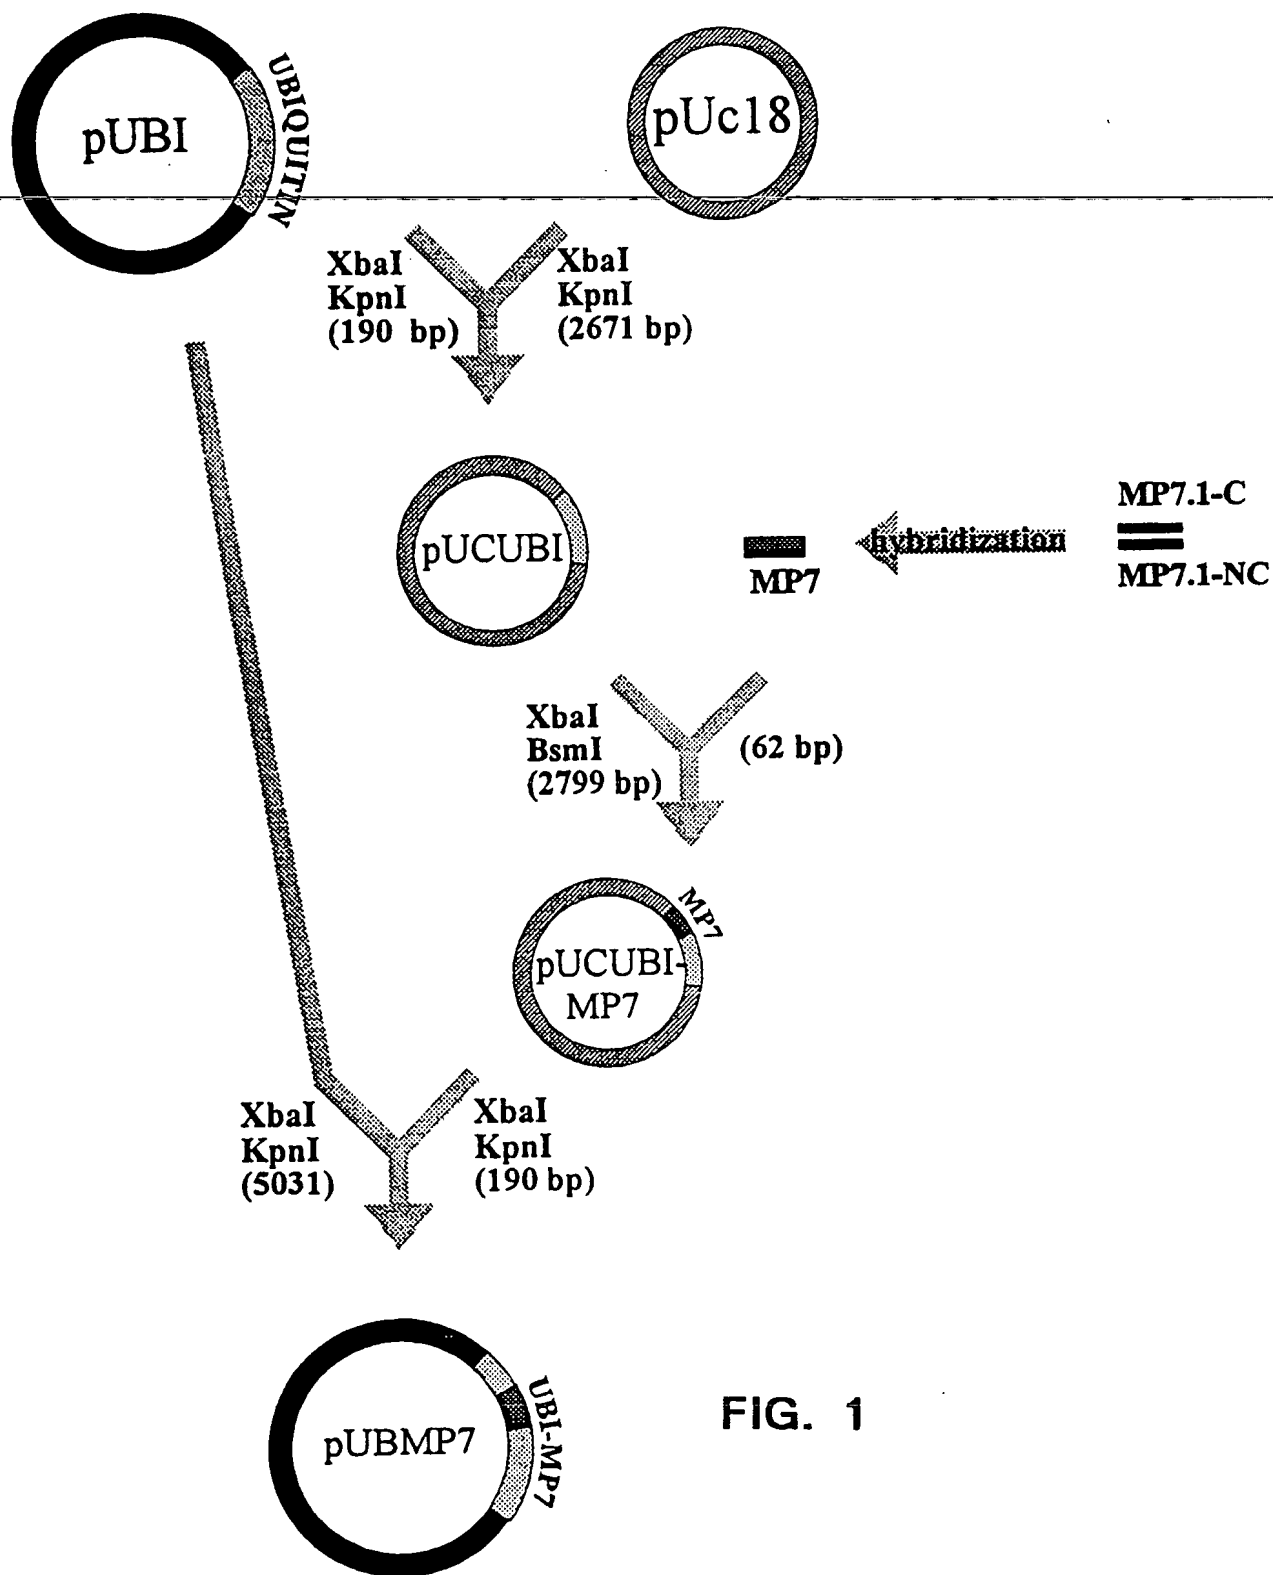 pUBI
UBIQUITIN
pUc18
XbaI
KpnI
(190 bp)
XbaI
KpnI
(2671 bp)
pUCUBI
MP7
hybridization
MP7.1-C
MP7.1-NC
XbaI
BsmI
(2799 bp)
(62 bp)
MP7
pUCUBI-
MP7
XbaI
KpnI
(5031)
XbaI
KpnI
(190 bp)
pUBMP7
UBI-MP7
FIG. 1